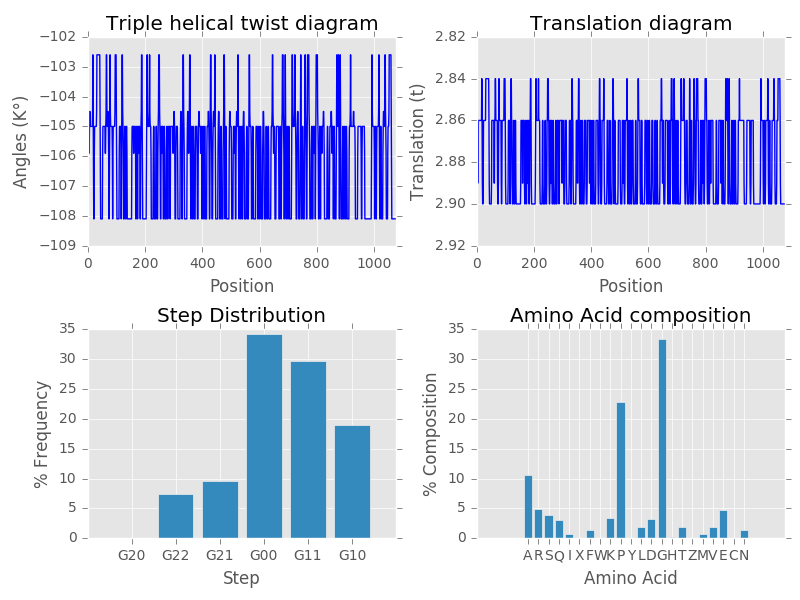 Triple helical twist diagram
−102
−103
−104
−105
−106
−107
−108
−109
Angles (K°)
0 200 400 600 800 1000
Position
Translation diagram
2.82
2.84
2.86
2.88
2.90
2.92
Translation (t)
0 200 400 600 800 1000
Position
Step Distribution
35
30
25
20
15
10
5
0
% Frequency
G20 G22 G21 G00 G11 G10
Step
Amino Acid composition
35
30
25
20
15
10
5
0
% Composition
A R S Q I X F W K P Y L D G H T Z M V E C N
Amino Acid